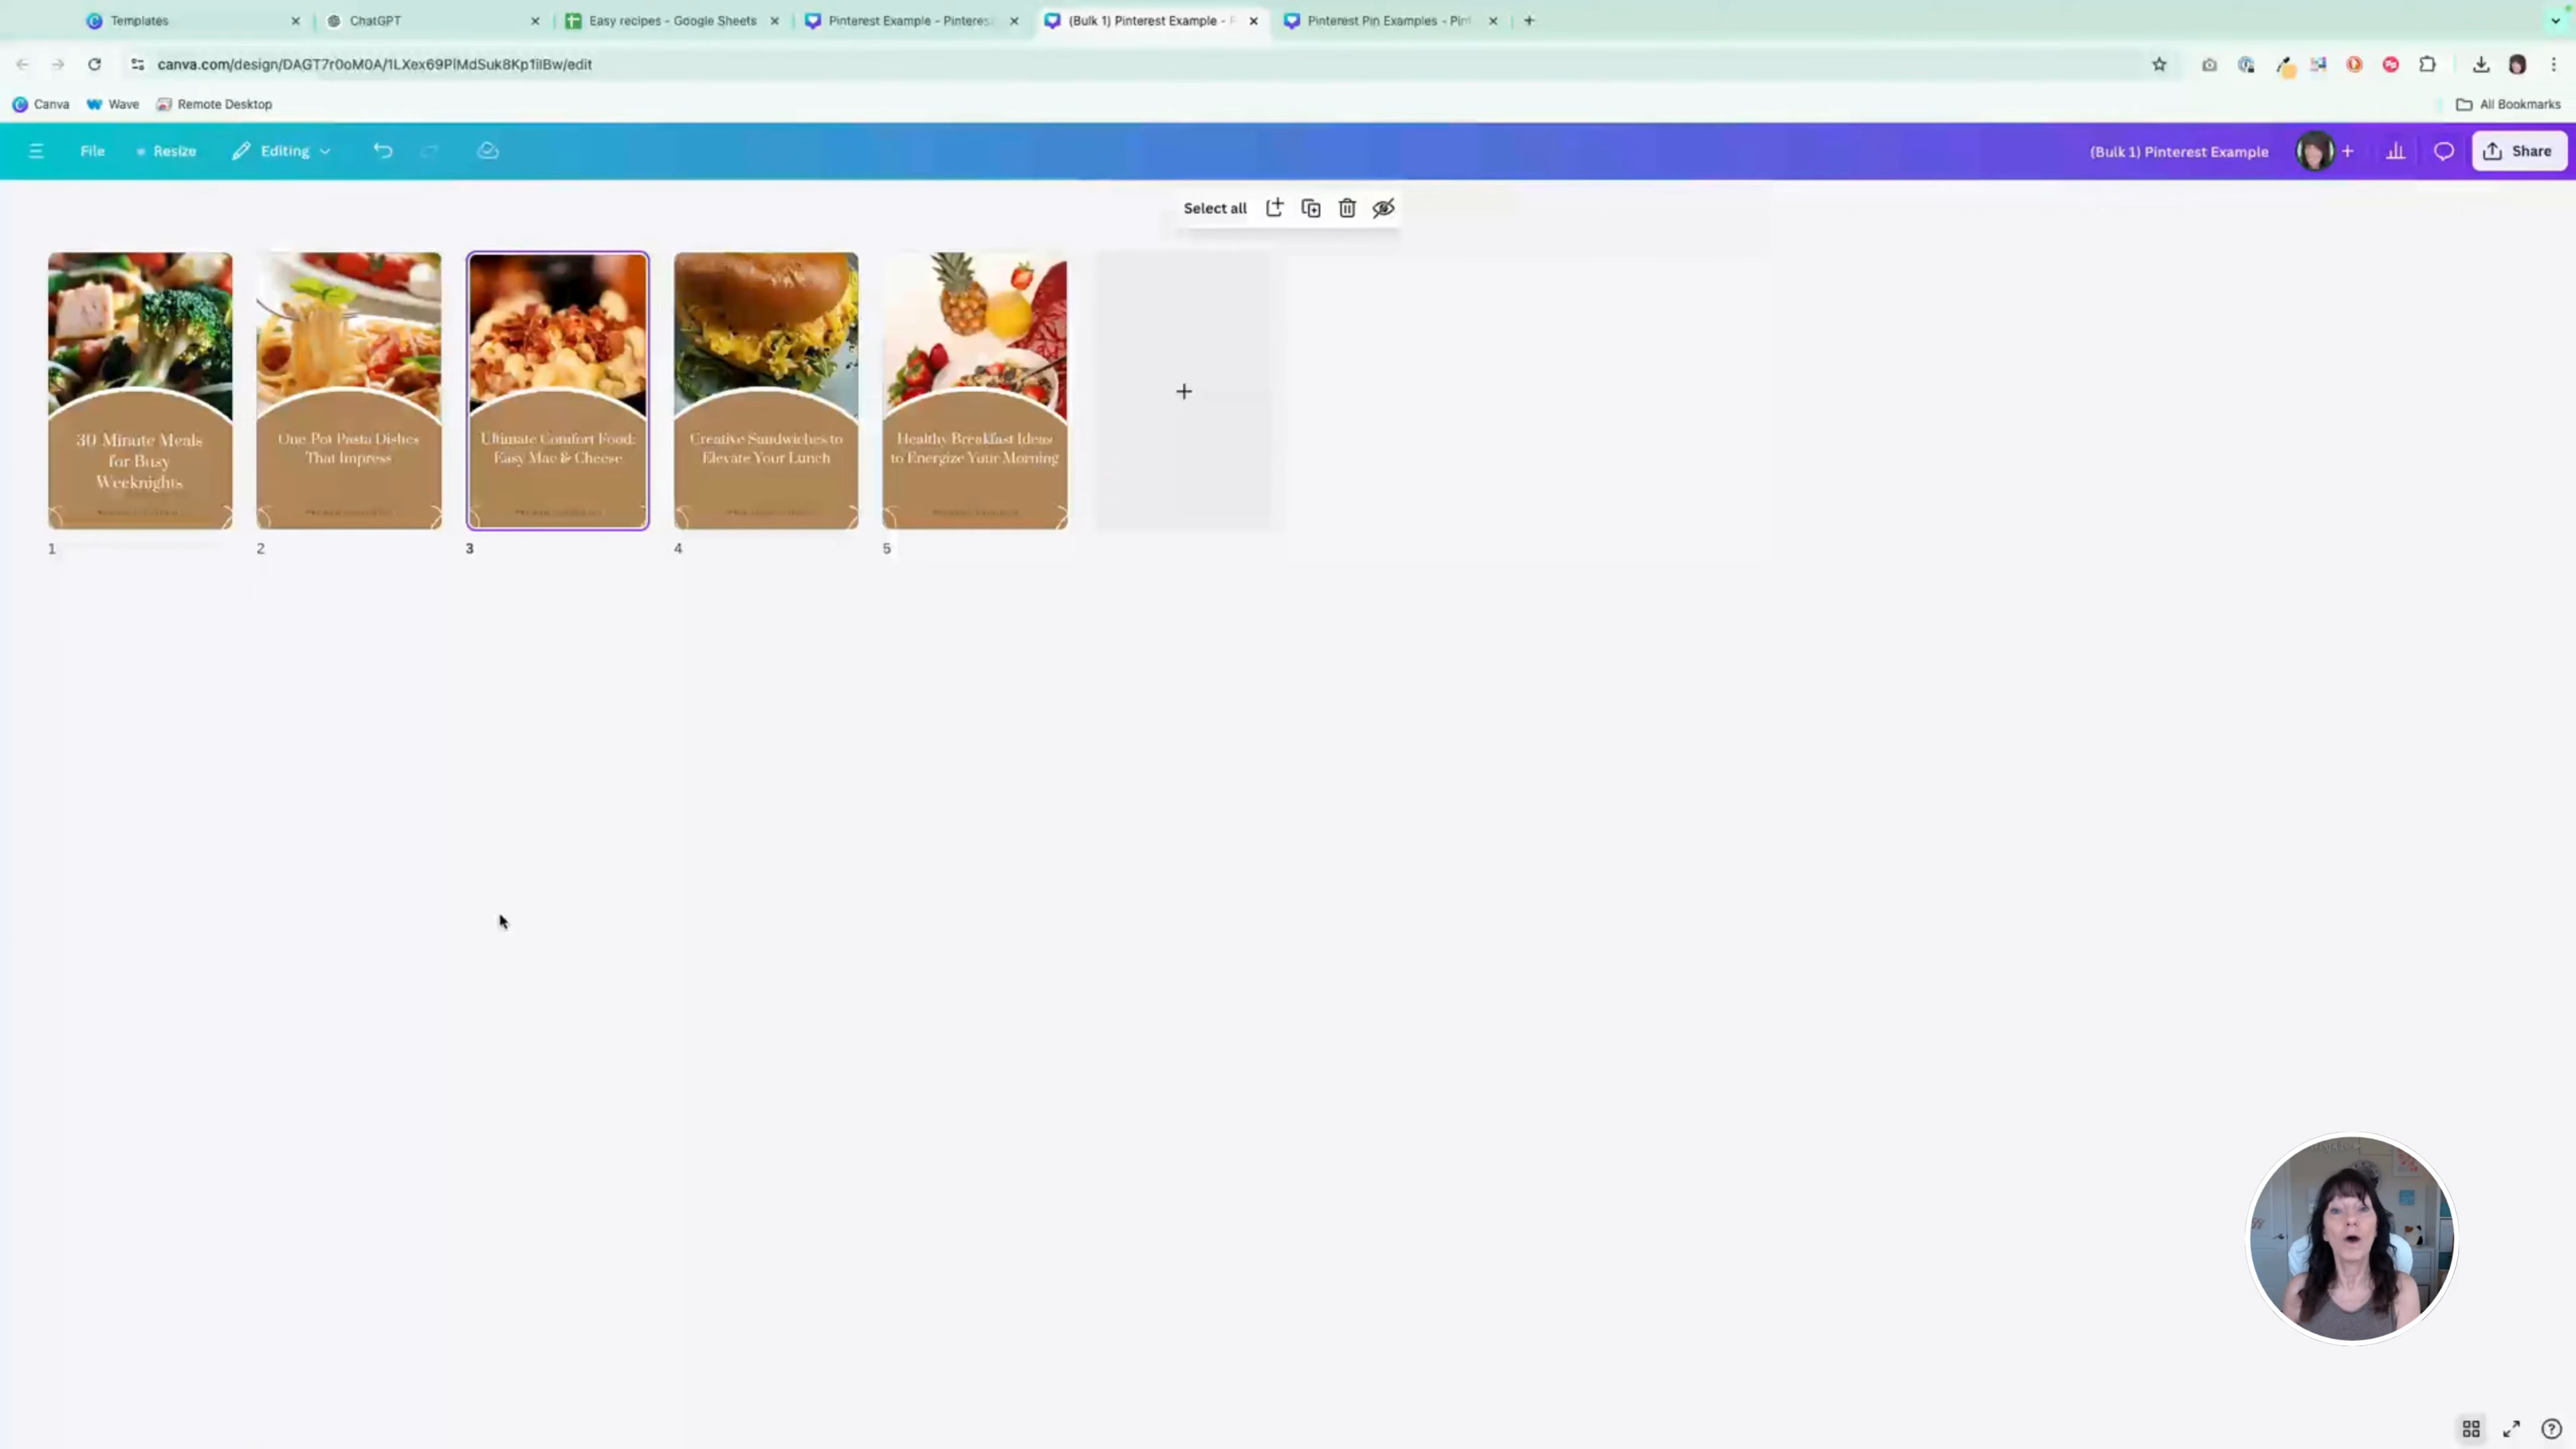 Templates
ChatGPT
Easy recipes - Google Sheets
Pinterest Example - Pinteres
(Bulk 1) Pinterest Example -
Pinterest Pin Examples - Pin
canva.com/design/DAGT7r0oM0A/1LXex69PlMdSuk8Kp1iIBw/edit
Canva
Wave
Remote Desktop
All Bookmarks
File
Resize
Editing
(Bulk 1) Pinterest Example
Share
Select all
30 Minute Meals
for Busy
Weeknights
One-Pot Pasta Dishes
That Impress
Ultimate Comfort Food:
Easy Mac & Cheese
Creative Sandwiches to
Elevate Your Lunch
Healthy Breakfast Ideas
to Energize Your Morning
1
2
3
4
5